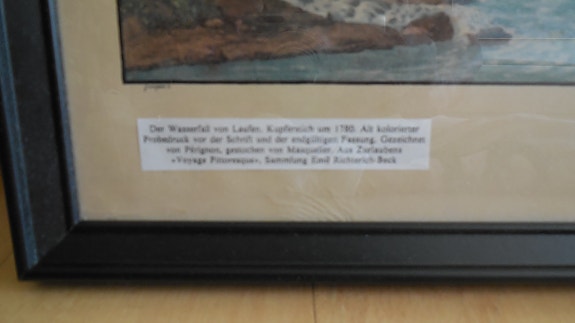 Der Wasserfall von Laufen. Kupferstich um 1780. Alt kolorierter
Probedruck vor der Schrift und der endgültigen Fassung. Gezeichnet
von Pérignon, gestochen von Masquelier. Aus Zurlaubens
«Voyage Pittoresque». Sammlung Emil Richterich-Beck